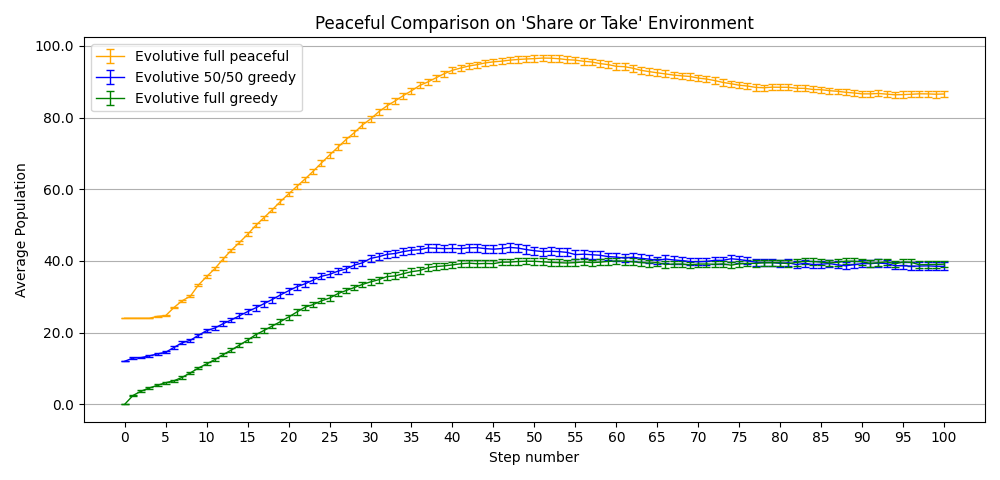 Peaceful Comparison on 'Share or Take' Environment
Evolutive full peaceful
Evolutive 50/50 greedy
Evolutive full greedy
Average Population
100.0
80.0
60.0
40.0
20.0
0.0
0 5 10 15 20 25 30 35 40 45 50 55 60 65 70 75 80 85 90 95 100
Step number